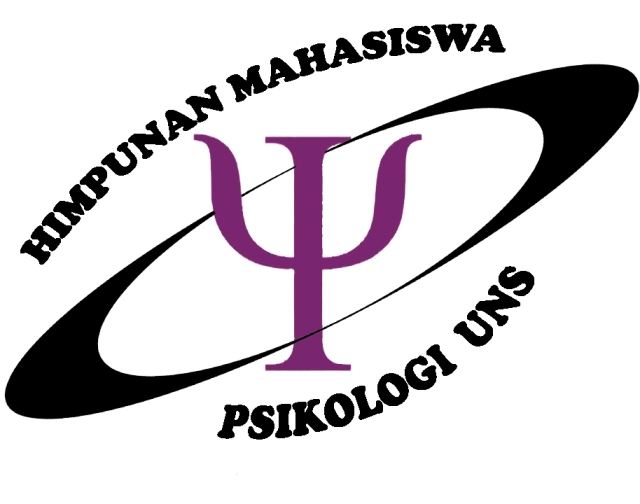 HIMPUNAN MAHASISWA
Ψ
PSIKOLOGI UNS